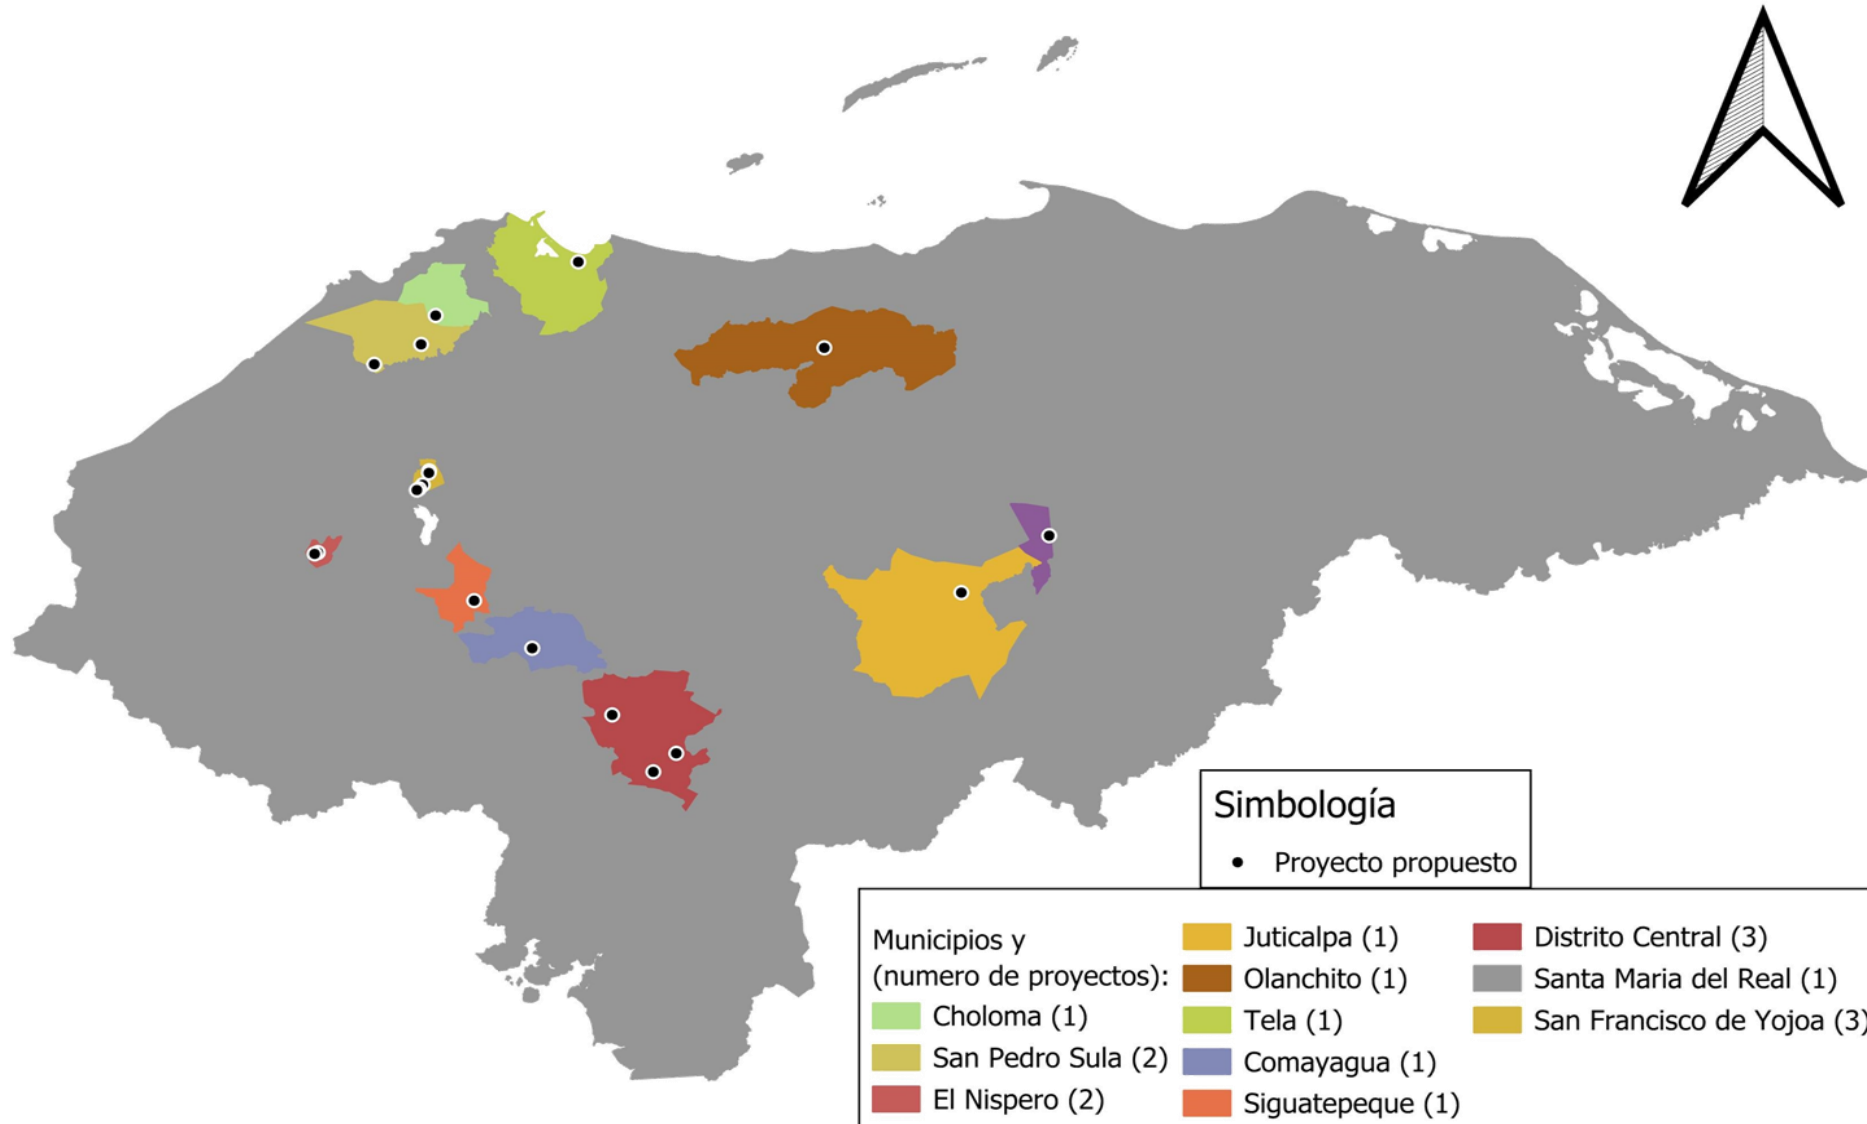 Simbología
Proyecto propuesto
Municipios y
(numero de proyectos):
Choloma (1)
San Pedro Sula (2)
El Nispero (2)
Juticalpa (1)
Olanchito (1)
Tela (1)
Comayagua (1)
Siguatepeque (1)
Distrito Central (3)
Santa Maria del Real (1)
San Francisco de Yojoa (3)